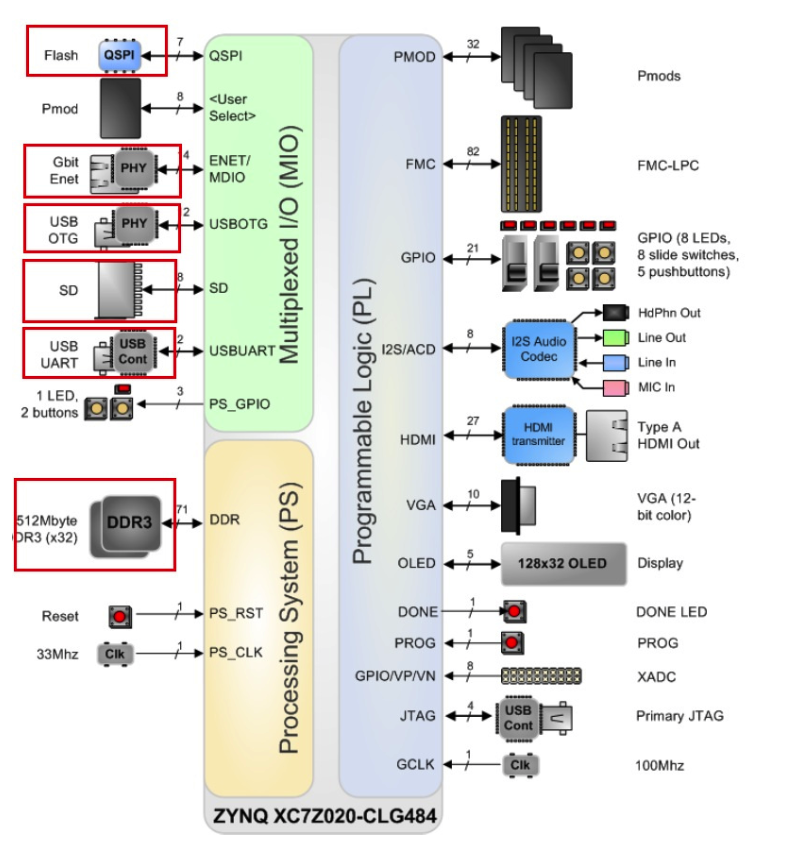 Flash
QSPI
7
QSPI
Pmod
8
<User
Select>
Gbit
Enet
PHY
14
ENET/
MDIO
USB
OTG
PHY
2
USBOTG
SD
8
SD
USB
UART
USB
Cont
2
USBUART
1 LED,
2 buttons
3
PS_GPIO
Multiplexed I/O (MIO)
512Mbyte
DR3 (x32)
DDR3
71
DDR
Reset
1
PS_RST
33Mhz
Clk
1
PS_CLK
Processing System (PS)
Programmable Logic (PL)
PMOD
32
Pmods
FMC
82
FMC-LPC
GPIO
21
GPIO (8 LEDs,
8 slide switches,
5 pushbuttons)
I2S/ACD
8
I2S Audio
Codec
HdPhn Out
Line Out
Line In
MIC In
HDMI
27
HDMI
transmitter
Type A
HDMI Out
VGA
10
VGA (12-
bit color)
OLED
5
128x32 OLED
Display
DONE
1
DONE LED
PROG
1
PROG
GPIO/VP/VN
8
XADC
JTAG
4
USB
Cont
Primary JTAG
GCLK
1
Clk
100Mhz
ZYNQ XC7Z020-CLG484